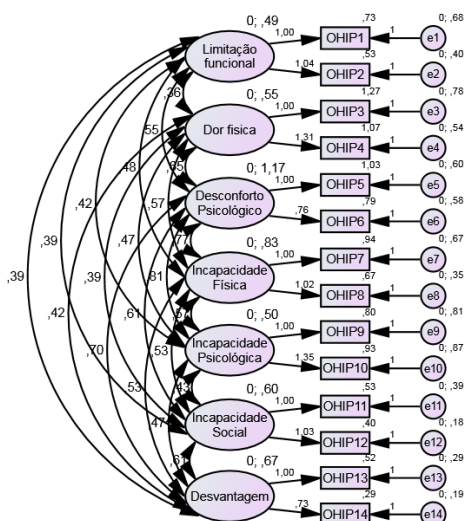 0; ,49
Limitação
funcional
1,00
,73
OHIP1
1
0; ,68
e1
1,04
,53
OHIP2
1
0; ,40
e2
,36
0; ,55
Dor fisica
1,00
1,27
OHIP3
1
0; ,78
e3
1,31
1,07
OHIP4
1
0; ,54
e4
0; 1,17
Desconforto
Psicológico
1,00
1,03
OHIP5
1
0; ,60
e5
,76
,79
OHIP6
1
0; ,58
e6
0; ,83
Incapacidade
Física
1,00
,94
OHIP7
1
0; ,67
e7
1,02
,67
OHIP8
1
0; ,35
e8
0; ,50
Incapacidade
Psicológica
1,00
,80
OHIP9
1
0; ,81
e9
1,35
,93
OHIP10
1
0; ,87
e10
0; ,60
Incapacidade
Social
1,00
,53
OHIP11
1
0; ,39
e11
1,03
,40
OHIP12
1
0; ,18
e12
0; ,67
Desvantagem
1,00
,52
OHIP13
1
0; ,29
e13
,73
,29
OHIP14
1
0; ,19
e14
,55
,48
,42
,57
,39
,47
,39
,39
,81
,42
,61
,70
,53
,53
,43
,47
,61